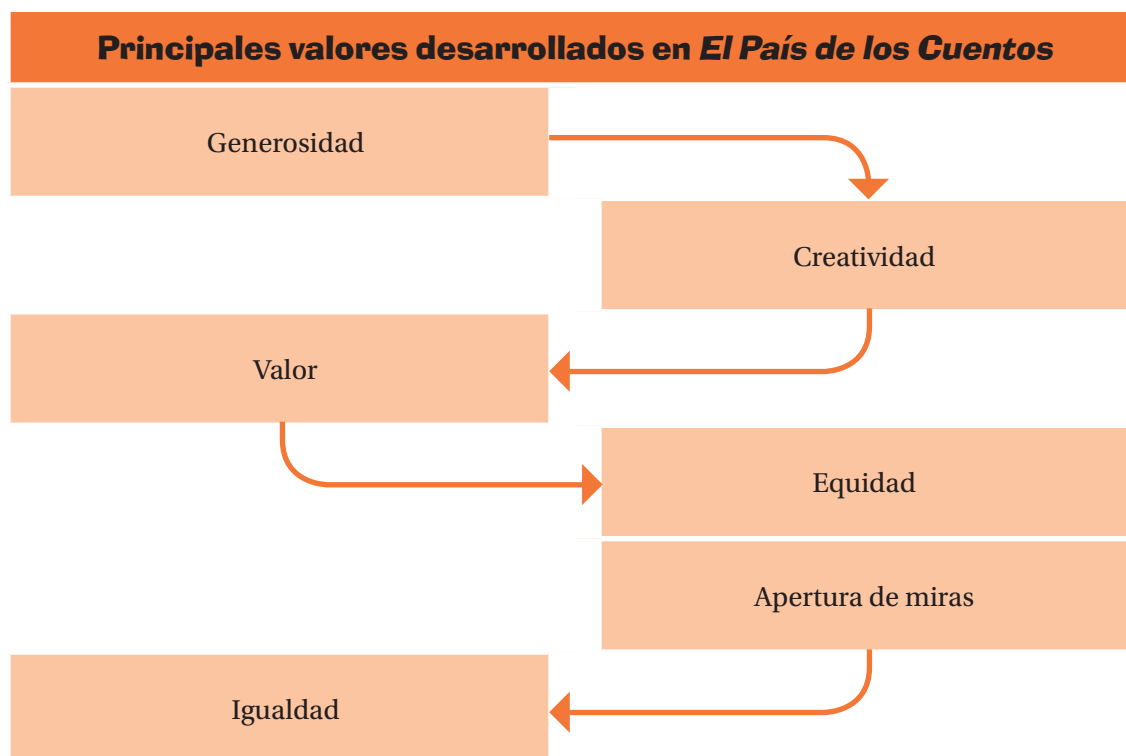 Principales valores desarrollados en El País de los Cuentos
Generosidad
Creatividad
Valor
Equidad
Apertura de miras
Igualdad